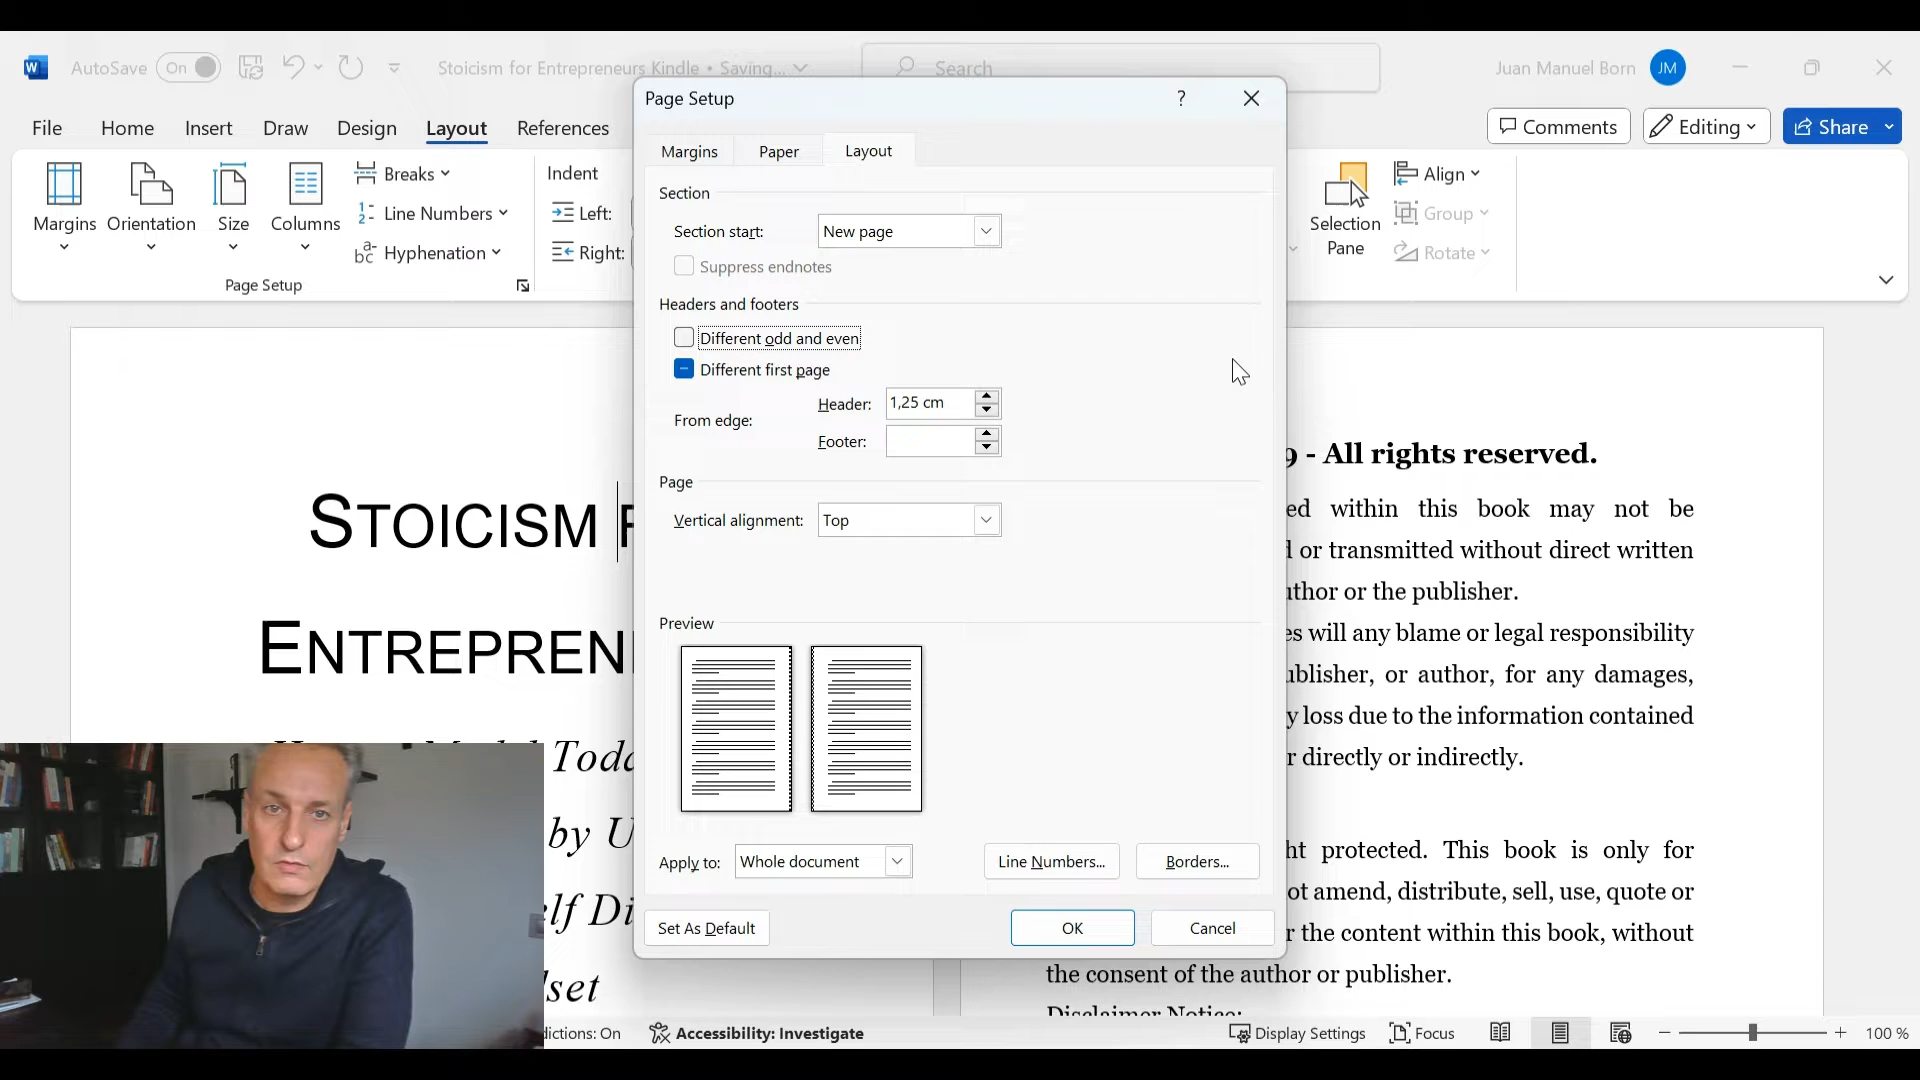 AutoSave On Stoicism for Entrepreneurs Kindle • Saving... Search Juan Manuel Born JM
File Home Insert Draw Design Layout References Comments Editing Share
Margins Orientation Size Columns
Breaks
Line Numbers
Hyphenation
Page Setup
Indent
Left:
Right:
Selection Pane
Align
Group
Rotate
Page Setup ?
Margins Paper Layout
Section
Section start: New page
Suppress endnotes
Headers and footers
Different odd and even
Different first page
From edge:
Header: 1,25 cm
Footer:
Page
Vertical alignment: Top
Preview
Apply to: Whole document Line Numbers... Borders...
Set As Default OK Cancel
STOICISM
ENTREPREN
by
9 - All rights reserved.
ed within this book may not be
or transmitted without direct written
thor or the publisher.
es will any blame or legal responsibility
ublisher, or author, for any damages,
y loss due to the information contained
r directly or indirectly.
ht protected. This book is only for
ot amend, distribute, sell, use, quote or
r the content within this book, without
the consent of the author or publisher.
Disclaimer Notice:
dictions: On Accessibility: Investigate Display Settings Focus 100 %